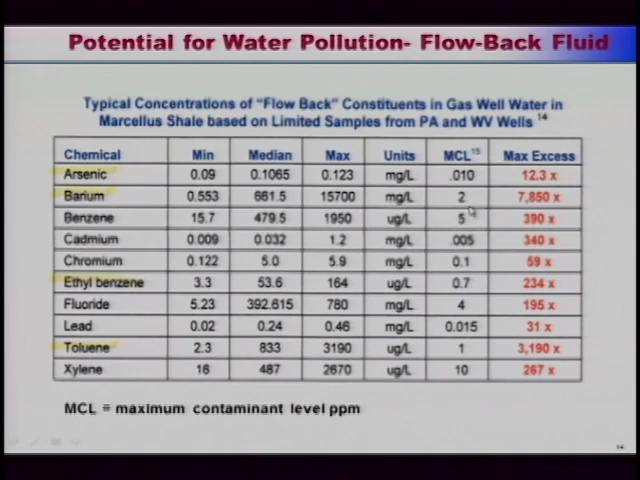 Potential for Water Pollution- Flow-Back Fluid
Typical Concentrations of "Flow Back" Constituents in Gas Well Water in
Marcellus Shale based on Limited Samples from PA and WV Wells 14
Chemical Min Median Max Units MCL15 Max Excess
Arsenic 0.09 0.1065 0.123 mg/L .010 12.3 x
Barium 0.553 661.5 15700 mg/L 2 7,850 x
Benzene 15.7 479.5 1950 ug/L 5 390 x
Cadmium 0.009 0.032 1.2 mg/L .005 340 x
Chromium 0.122 5.0 5.9 mg/L 0.1 59 x
Ethyl benzene 3.3 53.6 164 ug/L 0.7 234 x
Fluoride 5.23 392.615 780 mg/L 4 195 x
Lead 0.02 0.24 0.46 mg/L 0.015 31 x
Toluene 2.3 833 3190 ug/L 1 3,190 x
Xylene 16 487 2670 ug/L 10 267 x
MCL = maximum contaminant level ppm
14